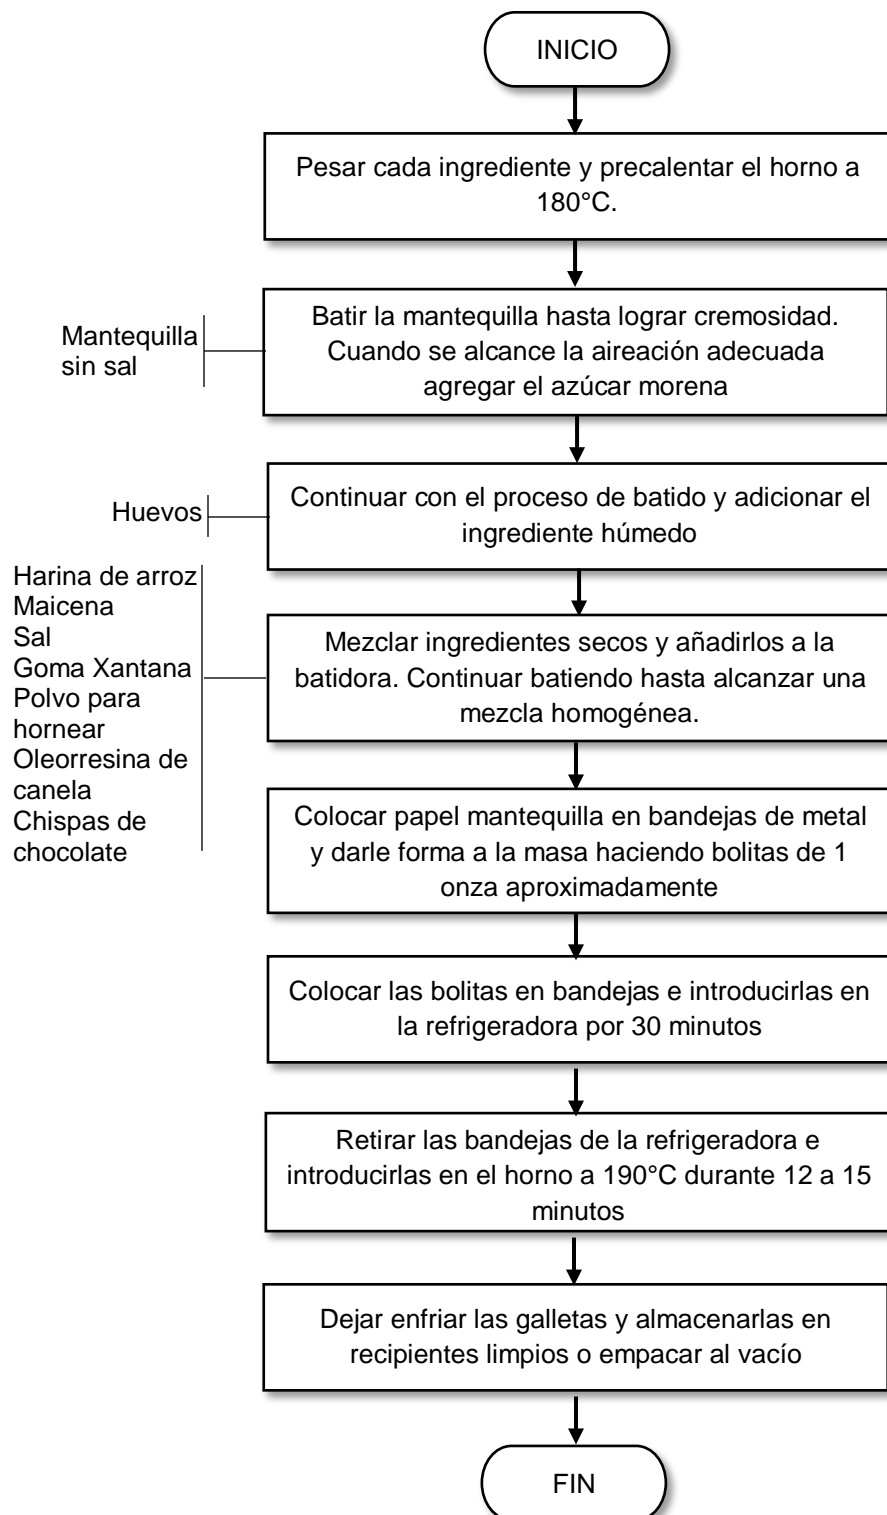 INICIO
Pesar cada ingrediente y precalentar el horno a
180°C.
Mantequilla
sin sal
Batir la mantequilla hasta lograr cremosidad.
Cuando se alcance la aireación adecuada
agregar el azúcar morena
Huevos
Continuar con el proceso de batido y adicionar el
ingrediente húmedo
Harina de arroz
Maicena
Sal
Goma Xantana
Polvo para
hornear
Oleorresina de
canela
Chispas de
chocolate
Mezclar ingredientes secos y añadirlos a la
batidora. Continuar batiendo hasta alcanzar una
mezcla homogénea.
Colocar papel mantequilla en bandejas de metal
y darle forma a la masa haciendo bolitas de 1
onza aproximadamente
Colocar las bolitas en bandejas e introducirlas en
la refrigeradora por 30 minutos
Retirar las bandejas de la refrigeradora e
introducirlas en el horno a 190°C durante 12 a 15
minutos
Dejar enfriar las galletas y almacenarlas en
recipientes limpios o empacar al vacío
FIN